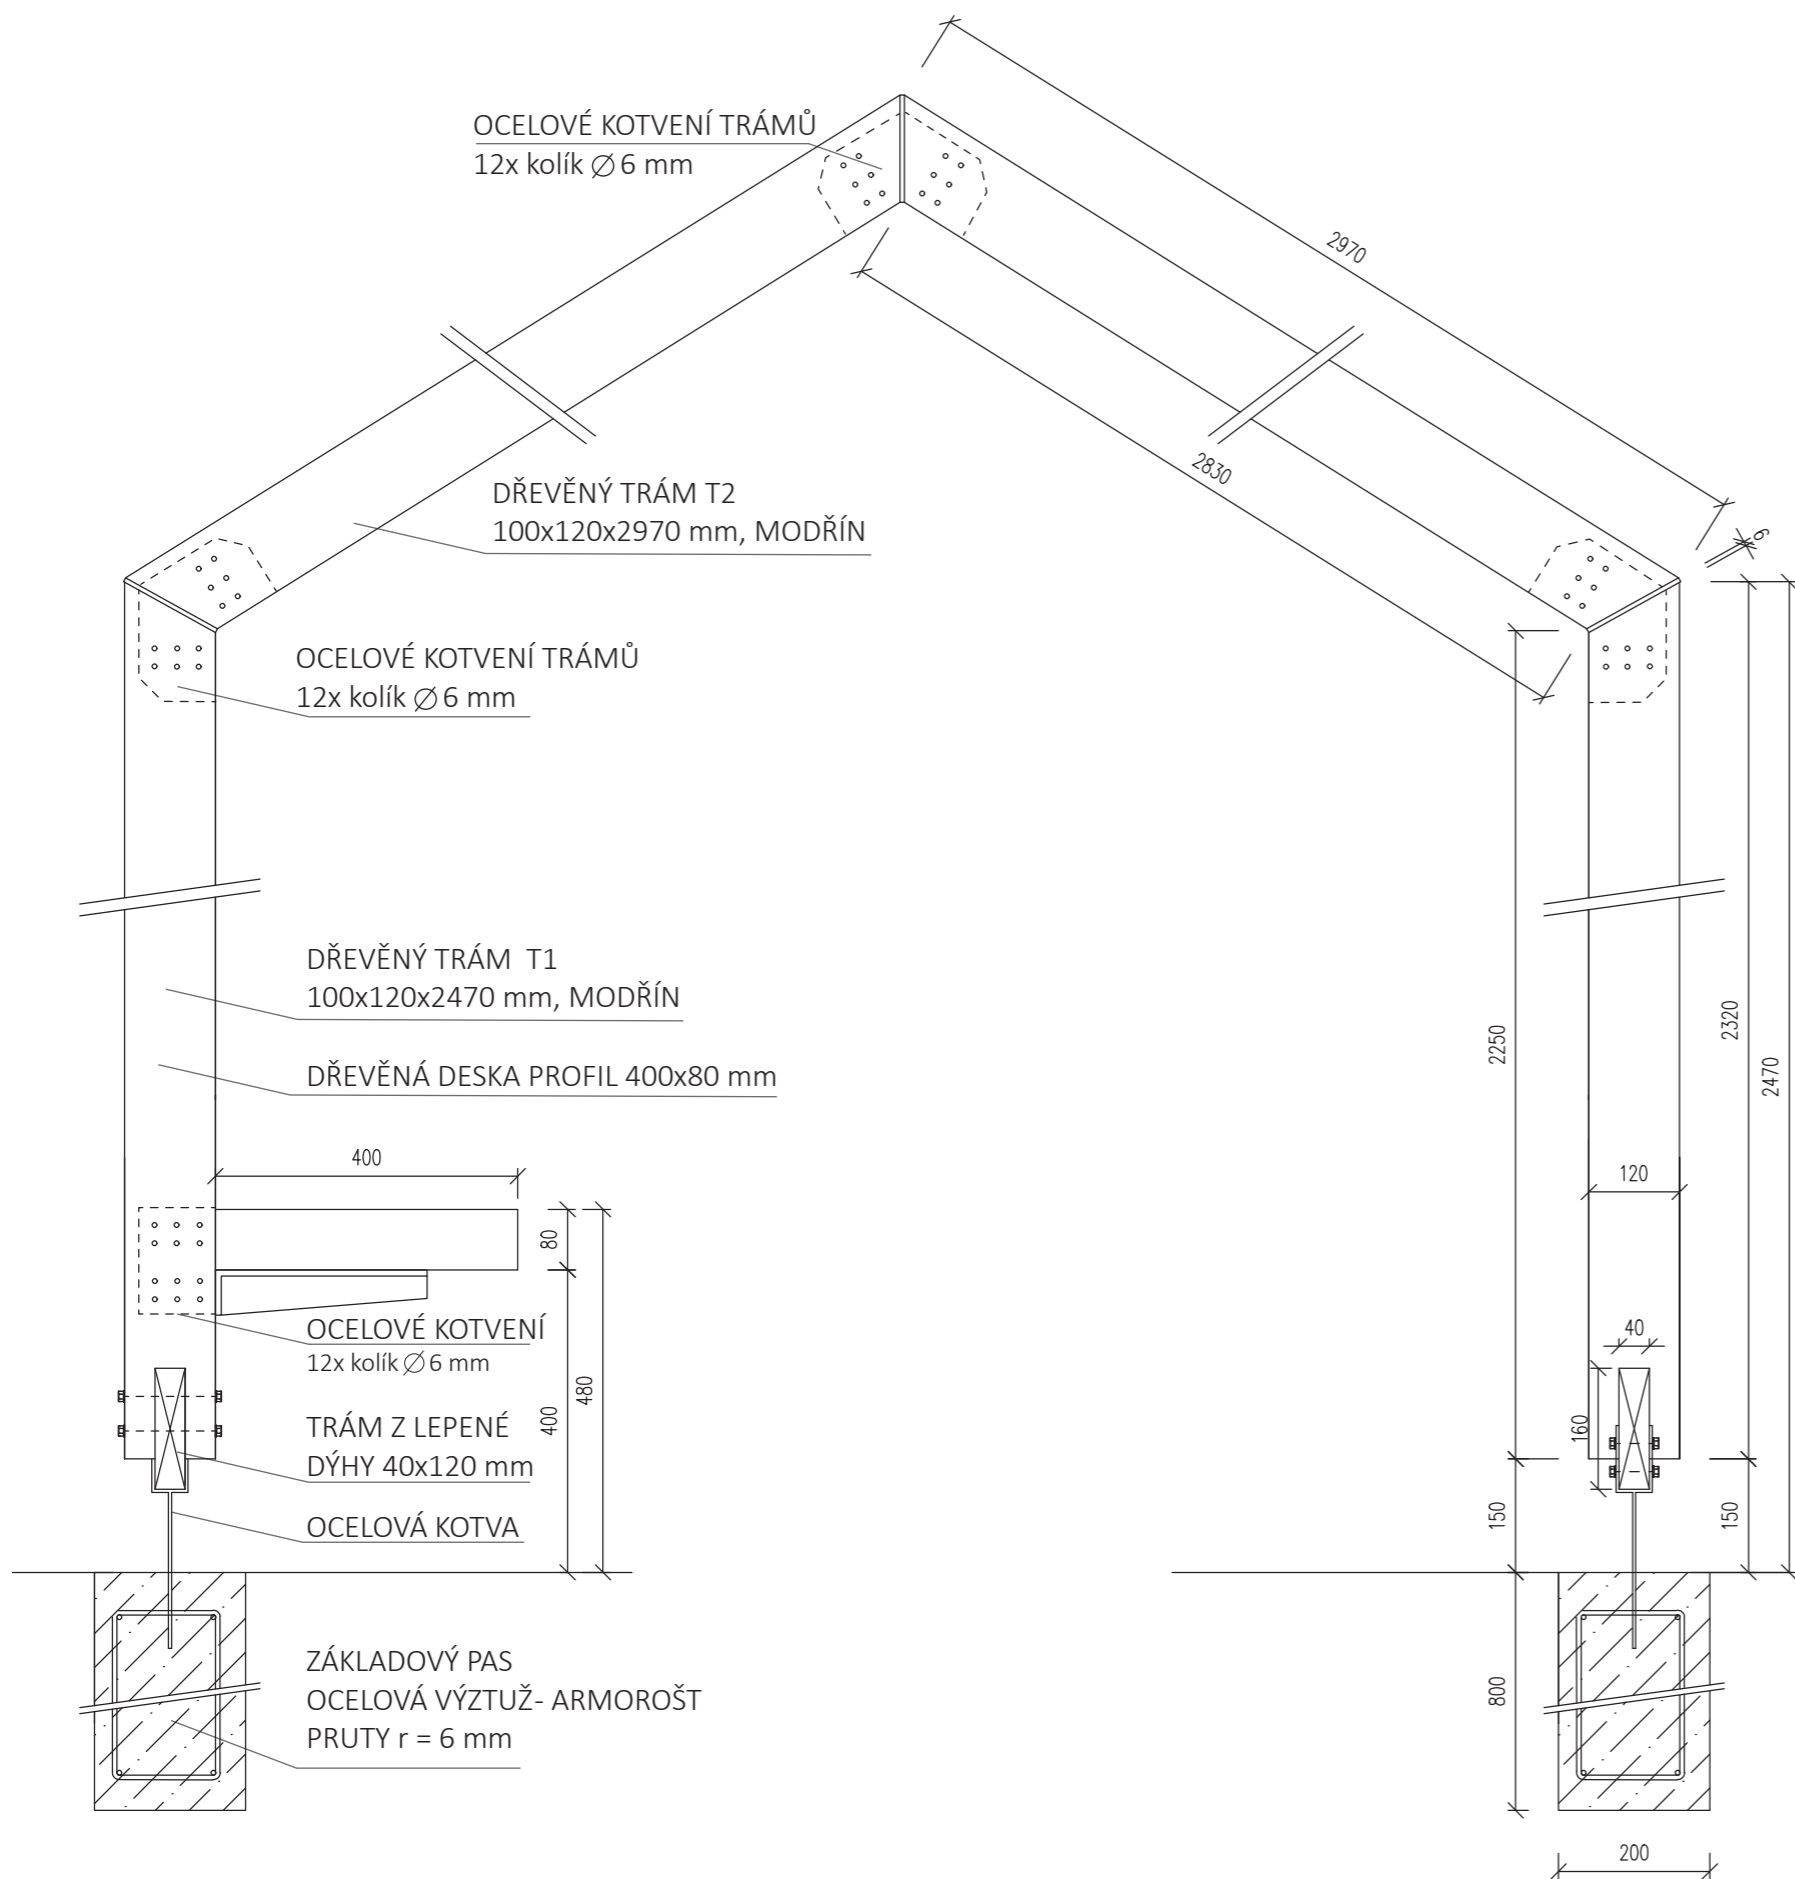 OCELOVÉ KOTVENÍ TRÁMŮ
12x kolík ∅ 6 mm
2970
2830
DŘEVĚNÝ TRÁM T2
100x120x2970 mm, MODŘÍN
6
OCELOVÉ KOTVENÍ TRÁMŮ
12x kolík ∅ 6 mm
DŘEVĚNÝ TRÁM T1
100x120x2470 mm, MODŘÍN
2250
2320
2470
DŘEVĚNÁ DESKA PROFIL 400x80 mm
400
120
80
OCELOVÉ KOTVENÍ
12x kolík ∅ 6 mm
40
480
400
160
TRÁM Z LEPENÉ
DÝHY 40x120 mm
OCELOVÁ KOTVA
150
150
ZÁKLADOVÝ PAS
OCELOVÁ VÝZTUŽ- ARMOROŠT
PRUTY r = 6 mm
800
200